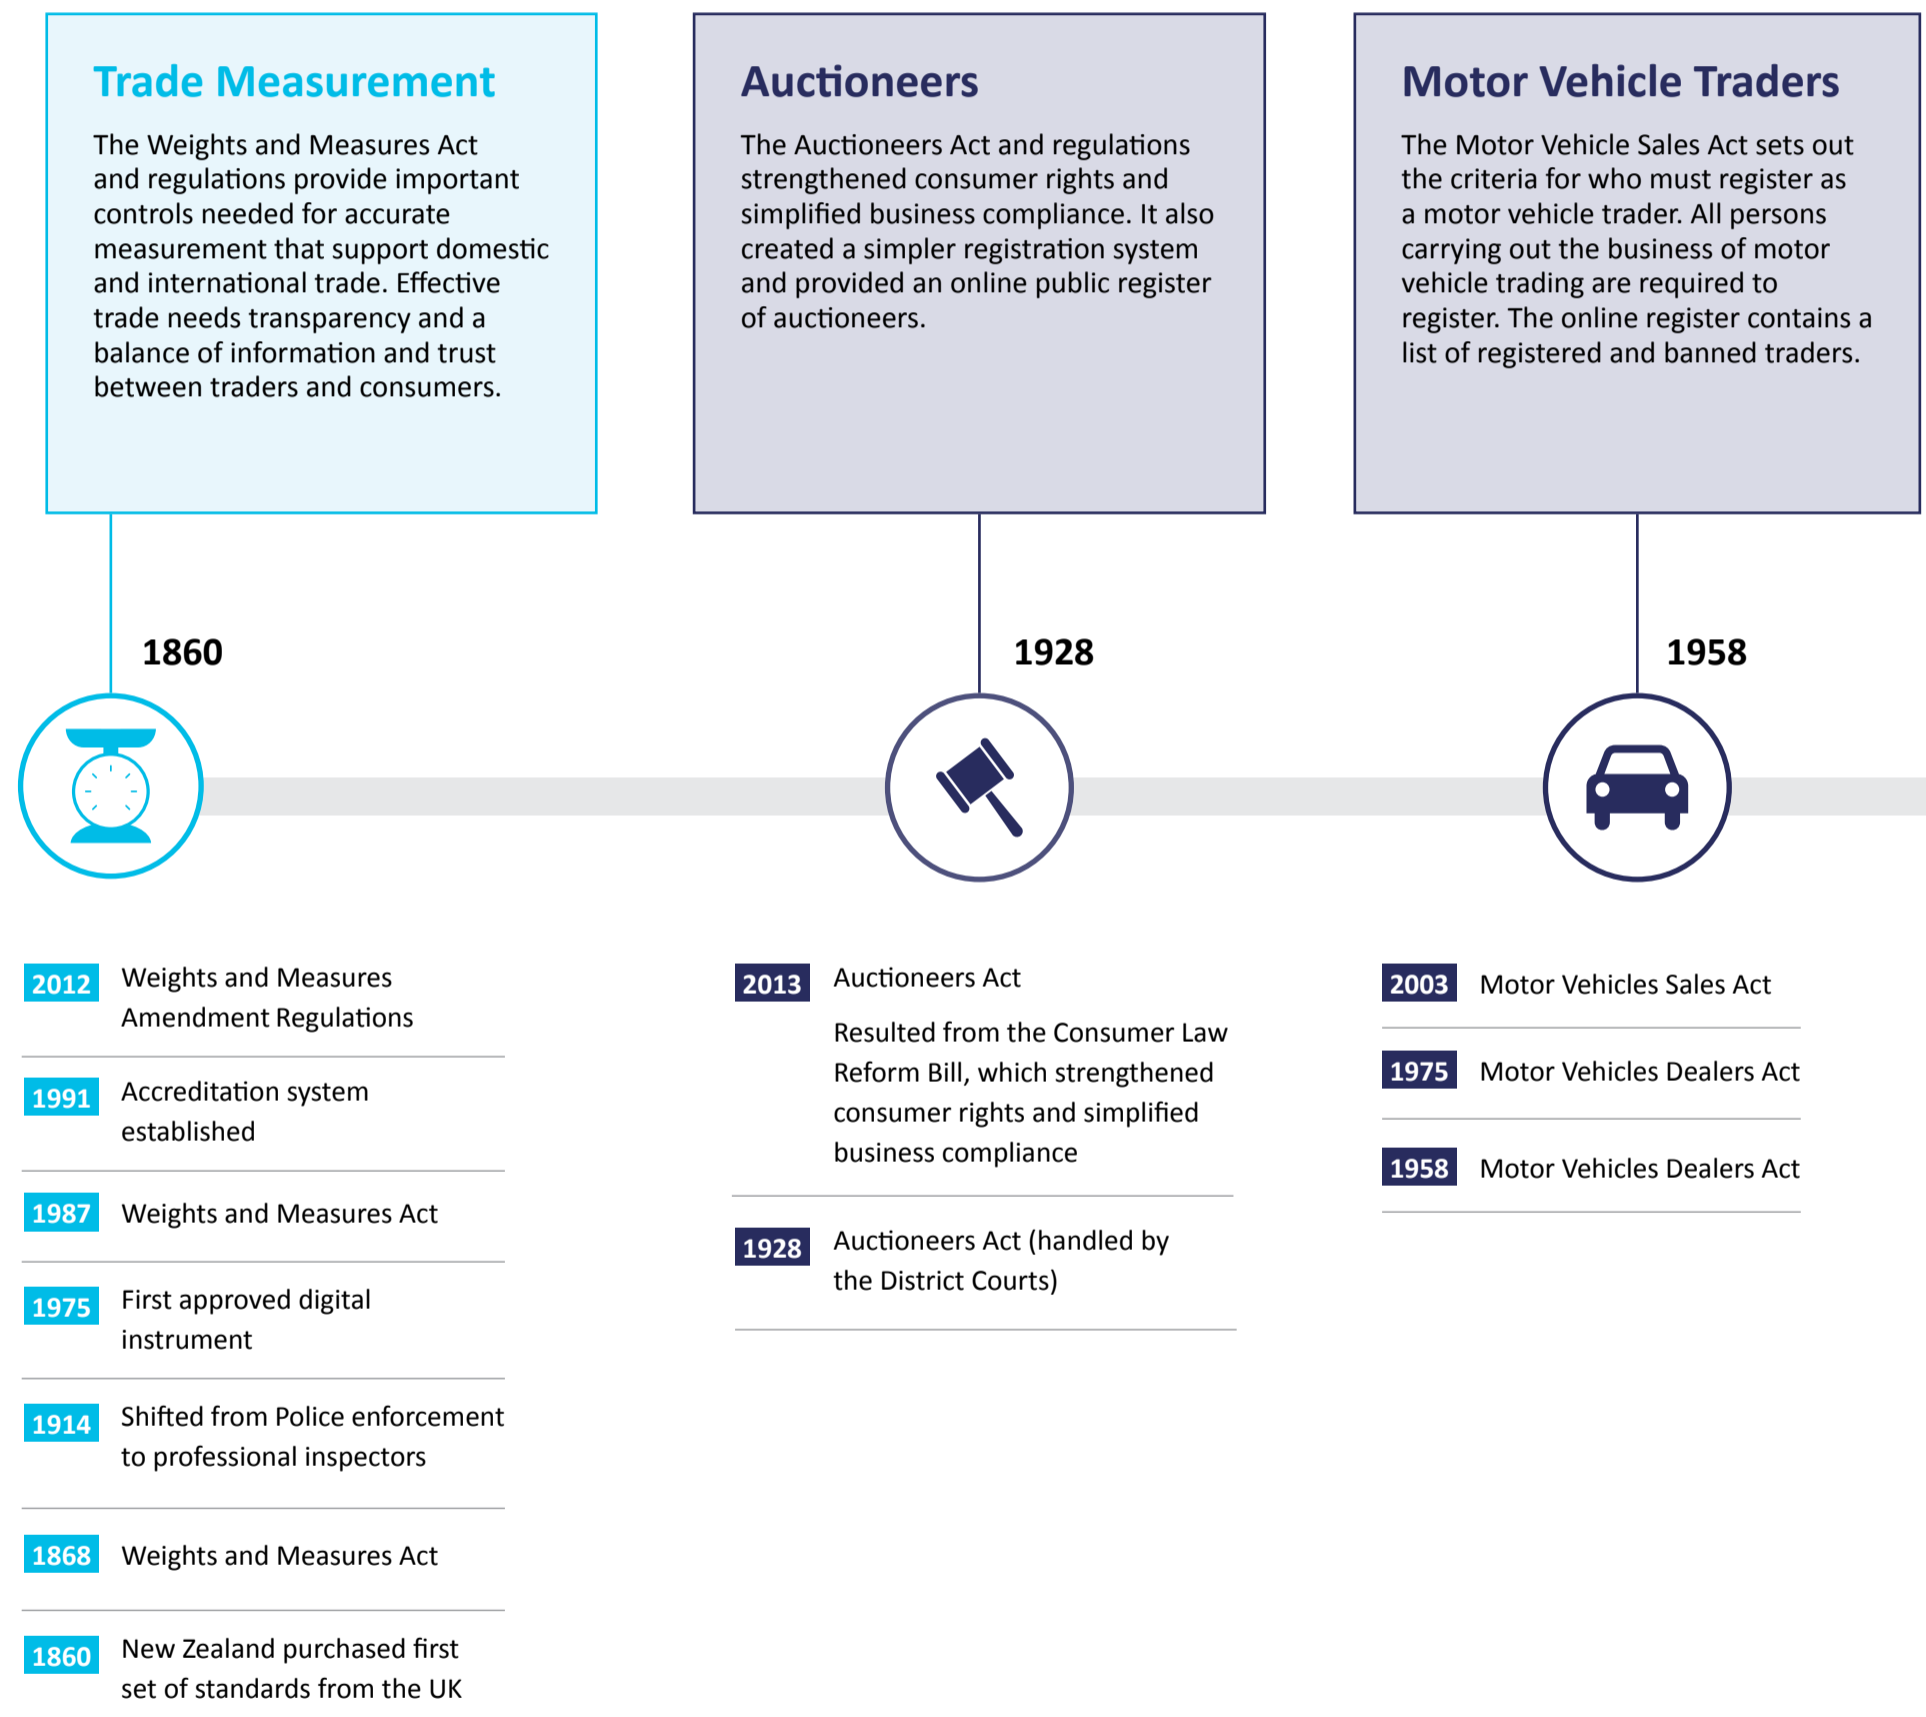 Trade Measurement
The Weights and Measures Act
and regulations provide important
controls needed for accurate
measurement that support domestic
and international trade. Effective
trade needs transparency and a
balance of information and trust
between traders and consumers.
Auctioneers
The Auctioneers Act and regulations
strengthened consumer rights and
simplified business compliance. It also
created a simpler registration system
and provided an online public register
of auctioneers.
Motor Vehicle Traders
The Motor Vehicle Sales Act sets out
the criteria for who must register as
a motor vehicle trader. All persons
carrying out the business of motor
vehicle trading are required to
register. The online register contains a
list of registered and banned traders.
1860
1928
1958
2012 Weights and Measures
Amendment Regulations
1991 Accreditation system
established
1987 Weights and Measures Act
1975 First approved digital
instrument
1914 Shifted from Police enforcement
to professional inspectors
1868 Weights and Measures Act
1860 New Zealand purchased first
set of standards from the UK
2013 Auctioneers Act
Resulted from the Consumer Law
Reform Bill, which strengthened
consumer rights and simplified
business compliance
1928 Auctioneers Act (handled by
the District Courts)
2003 Motor Vehicles Sales Act
1975 Motor Vehicles Dealers Act
1958 Motor Vehicles Dealers Act